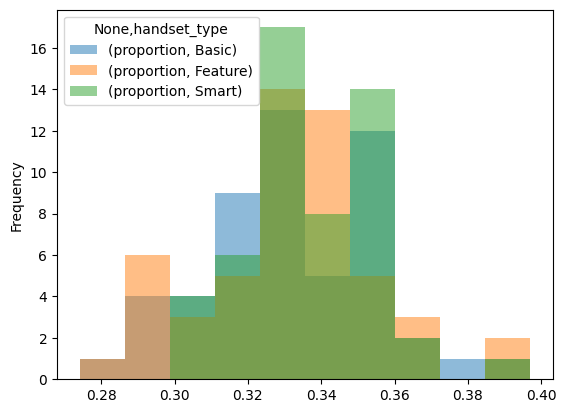 None,handset_type
(proportion, Basic)
(proportion, Feature)
(proportion, Smart)
Frequency
16
14
12
10
8
6
4
2
0
0.28 0.30 0.32 0.34 0.36 0.38 0.40